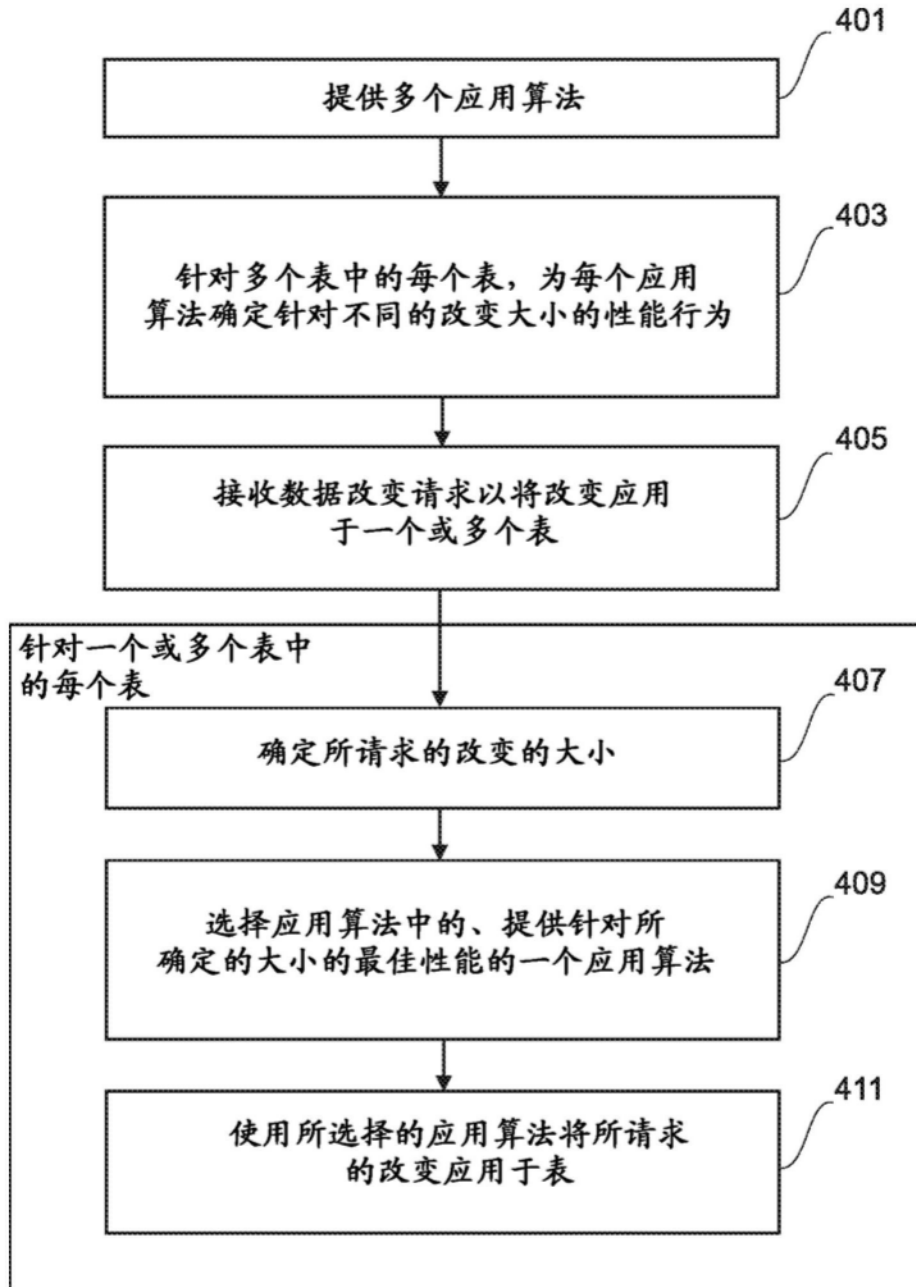 401
提供多个应用算法
403
针对多个表中的每个表，为每个应用
算法确定针对不同的改变大小的性能行为
405
接收数据改变请求以将改变应用
于一个或多个表
针对一个或多个表中
的每个表
407
确定所请求的改变的大小
409
选择应用算法中的、提供针对所
确定的大小的最佳性能的一个应用算法
411
使用所选择的应用算法将所请求
的改变应用于表